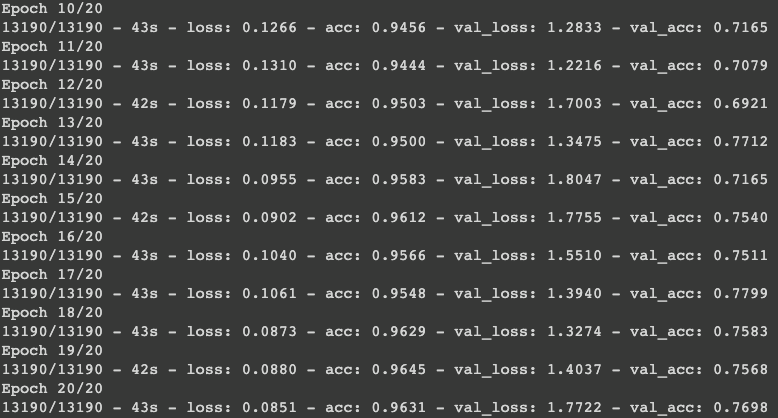 Epoch 10/20
13190/13190 - 43s - loss: 0.1266 - acc: 0.9456 - val_loss: 1.2833 - val_acc: 0.7165
Epoch 11/20
13190/13190 - 43s - loss: 0.1310 - acc: 0.9444 - val_loss: 1.2216 - val_acc: 0.7079
Epoch 12/20
13190/13190 - 42s - loss: 0.1179 - acc: 0.9503 - val_loss: 1.7003 - val_acc: 0.6921
Epoch 13/20
13190/13190 - 43s - loss: 0.1183 - acc: 0.9500 - val_loss: 1.3475 - val_acc: 0.7712
Epoch 14/20
13190/13190 - 43s - loss: 0.0955 - acc: 0.9583 - val_loss: 1.8047 - val_acc: 0.7165
Epoch 15/20
13190/13190 - 42s - loss: 0.0902 - acc: 0.9612 - val_loss: 1.7755 - val_acc: 0.7540
Epoch 16/20
13190/13190 - 43s - loss: 0.1040 - acc: 0.9566 - val_loss: 1.5510 - val_acc: 0.7511
Epoch 17/20
13190/13190 - 43s - loss: 0.1061 - acc: 0.9548 - val_loss: 1.3940 - val_acc: 0.7799
Epoch 18/20
13190/13190 - 43s - loss: 0.0873 - acc: 0.9629 - val_loss: 1.3274 - val_acc: 0.7583
Epoch 19/20
13190/13190 - 42s - loss: 0.0880 - acc: 0.9645 - val_loss: 1.4037 - val_acc: 0.7568
Epoch 20/20
13190/13190 - 43s - loss: 0.0851 - acc: 0.9631 - val_loss: 1.7722 - val_acc: 0.7698